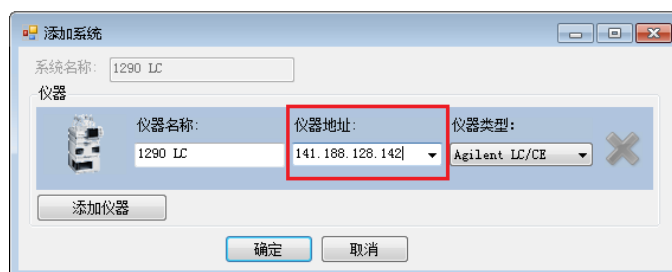 添加系统
系统名称: 1290 LC
仪器
仪器名称: 仪器地址: 仪器类型:
1290 LC 141.188.128.142 Agilent LC/CE
添加仪器
确定 取消